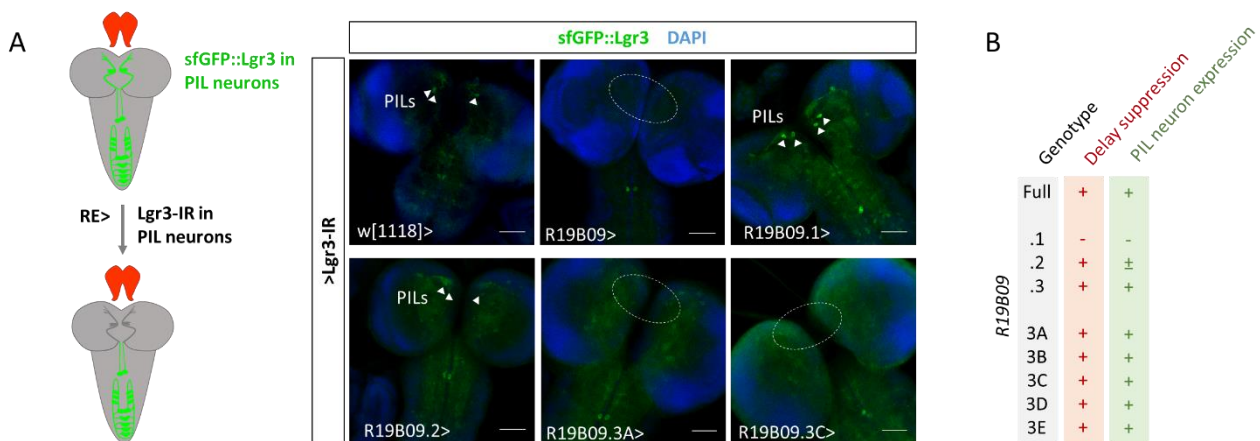 A
sfGFP::Lgr3 in
PIL neurons
RE>
Lgr3-IR in
PIL neurons
sfGFP::Lgr3 DAPI
>Lgr3-IR
PILs
w[1118]>
R19B09>
PILs
R19B09.1>
PILs
R19B09.2>
R19B09.3A>
R19B09.3C>
B
Genotype
Delay suppression
PIL neuron expression
R19B09
Full + +
.1 - -
.2 + ±
.3 + +
3A + +
3B + +
3C + +
3D + +
3E + +